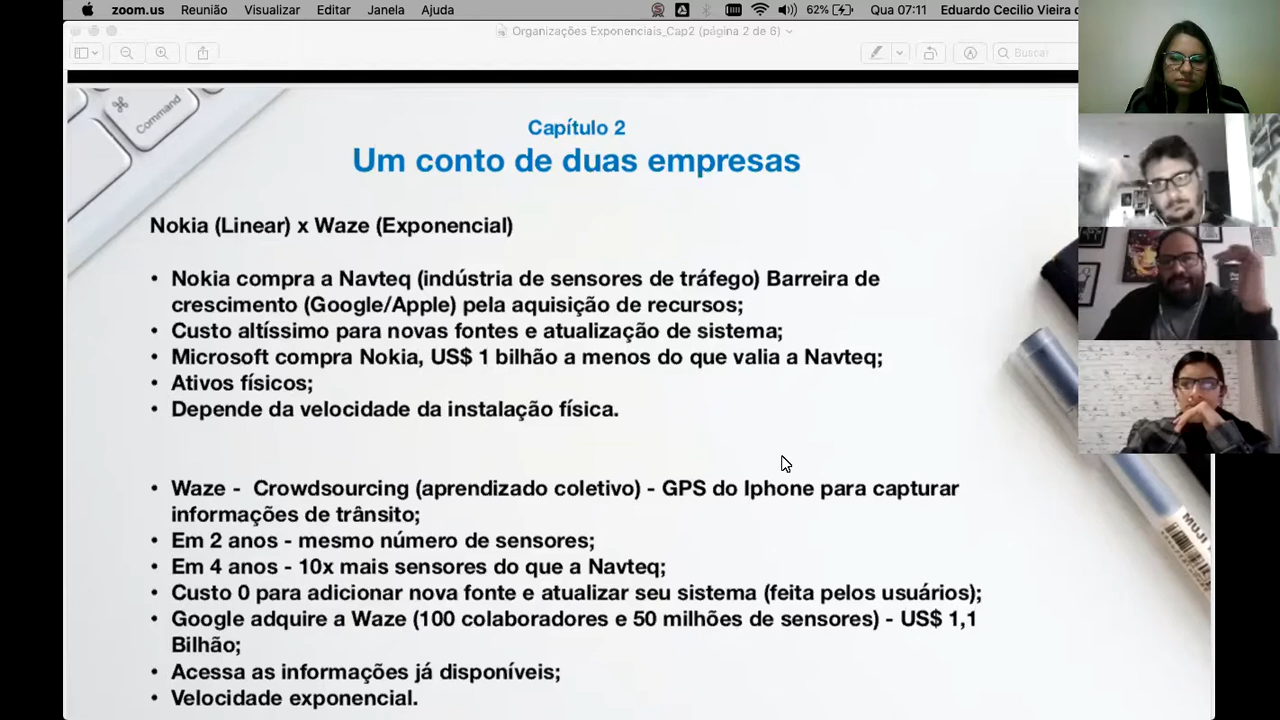 zoom.us Reunião Visualizar Editar Janela Ajuda 62% Qua 07:11 Eduardo Cecilio Vieira
Organizações Exponenciais_Cap2 (página 2 de 6)
Buscar
Command
Capítulo 2
Um conto de duas empresas
Nokia (Linear) x Waze (Exponencial)
• Nokia compra a Navteq (indústria de sensores de tráfego) Barreira de
crescimento (Google/Apple) pela aquisição de recursos;
• Custo altíssimo para novas fontes e atualização de sistema;
• Microsoft compra Nokia, US$ 1 bilhão a menos do que valia a Navteq;
• Ativos físicos;
• Depende da velocidade da instalação física.
• Waze - Crowdsourcing (aprendizado coletivo) - GPS do Iphone para capturar
informações de trânsito;
• Em 2 anos - mesmo número de sensores;
• Em 4 anos - 10x mais sensores do que a Navteq;
• Custo 0 para adicionar nova fonte e atualizar seu sistema (feita pelos usuários);
• Google adquire a Waze (100 colaboradores e 50 milhões de sensores) - US$ 1,1
Bilhão;
• Acessa as informações já disponíveis;
• Velocidade exponencial.
MUJI